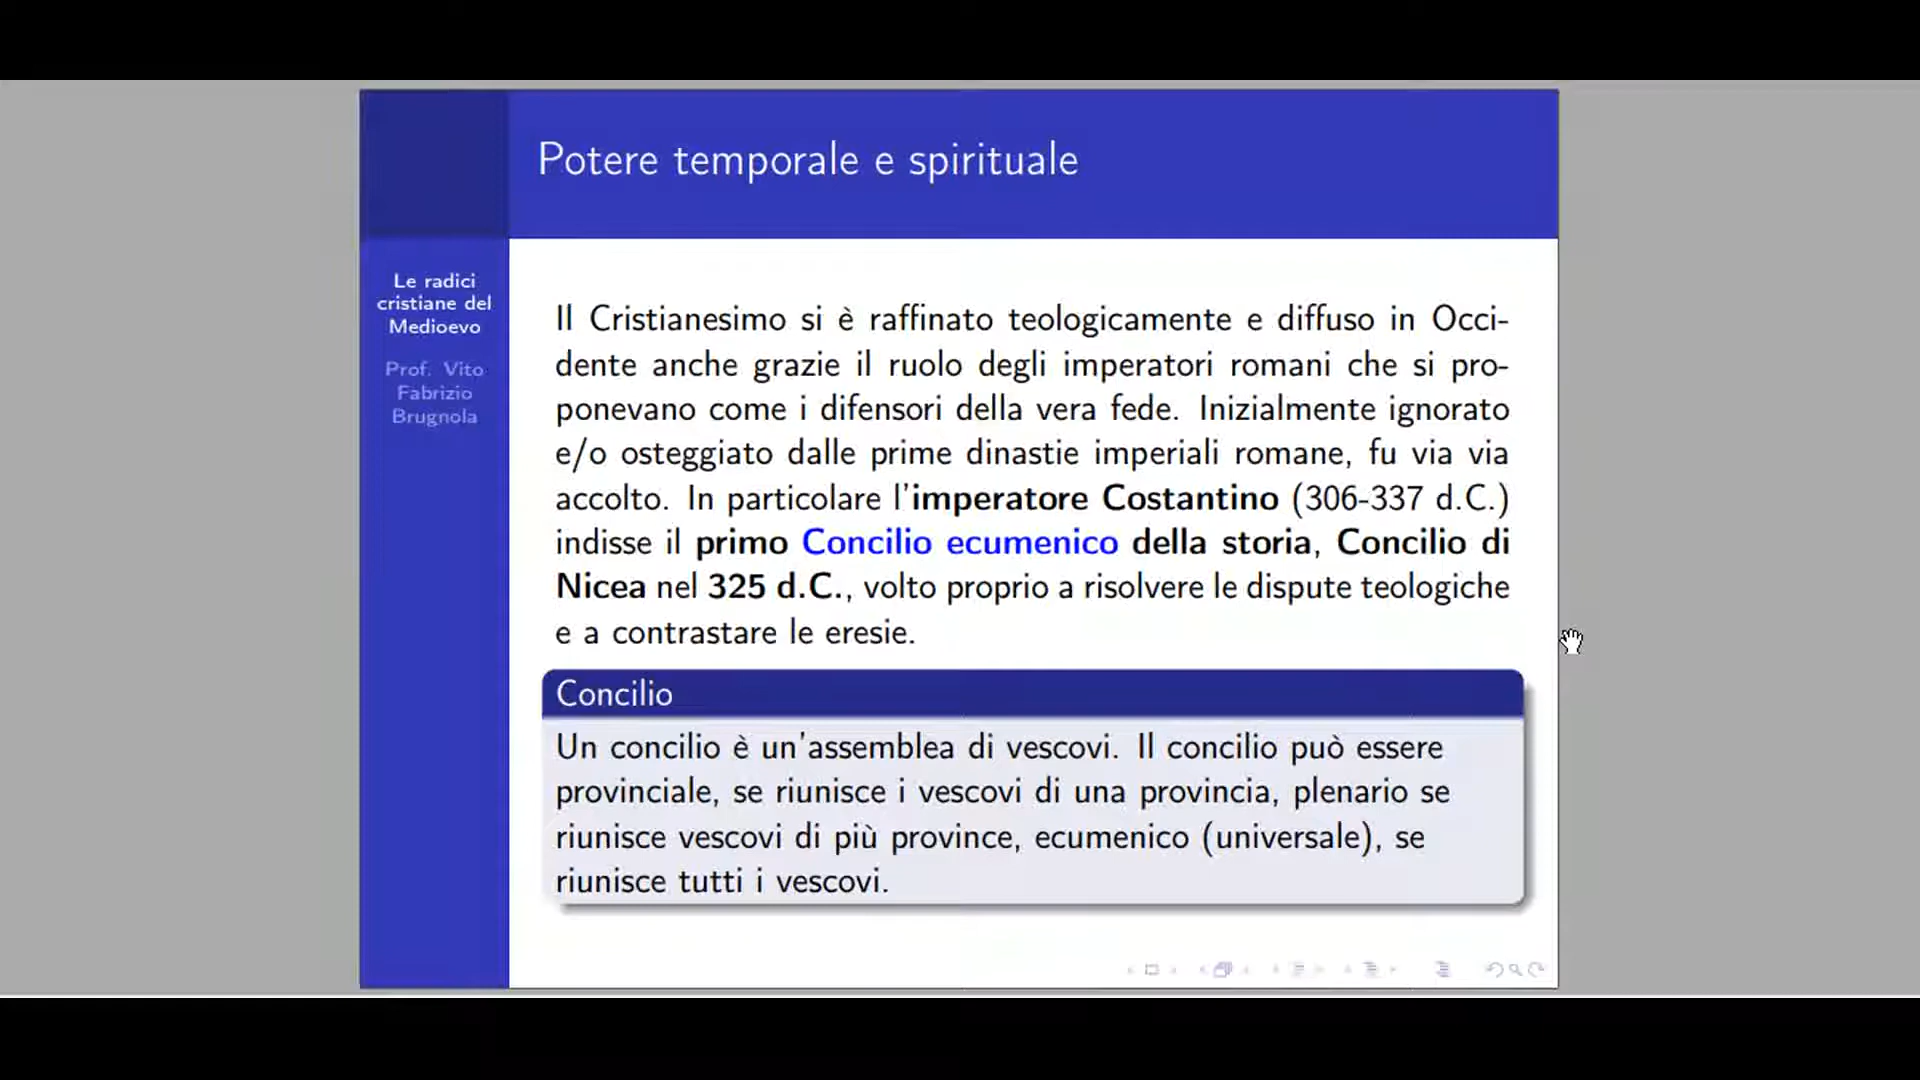 Potere temporale e spirituale
Le radici
cristiane del
Medioevo
Prof. Vito
Fabrizio
Brugnola
Il Cristianesimo si è raffinato teologicamente e diffuso in Occi-
dente anche grazie il ruolo degli imperatori romani che si pro-
ponevano come i difensori della vera fede. Inizialmente ignorato
e/o osteggiato dalle prime dinastie imperiali romane, fu via via
accolto. In particolare l'imperatore Costantino (306-337 d.C.)
indisse il primo Concilio ecumenico della storia, Concilio di
Nicea nel 325 d.C., volto proprio a risolvere le dispute teologiche
e a contrastare le eresie.
Concilio
Un concilio è un'assemblea di vescovi. Il concilio può essere
provinciale, se riunisce i vescovi di una provincia, plenario se
riunisce vescovi di più province, ecumenico (universale), se
riunisce tutti i vescovi.